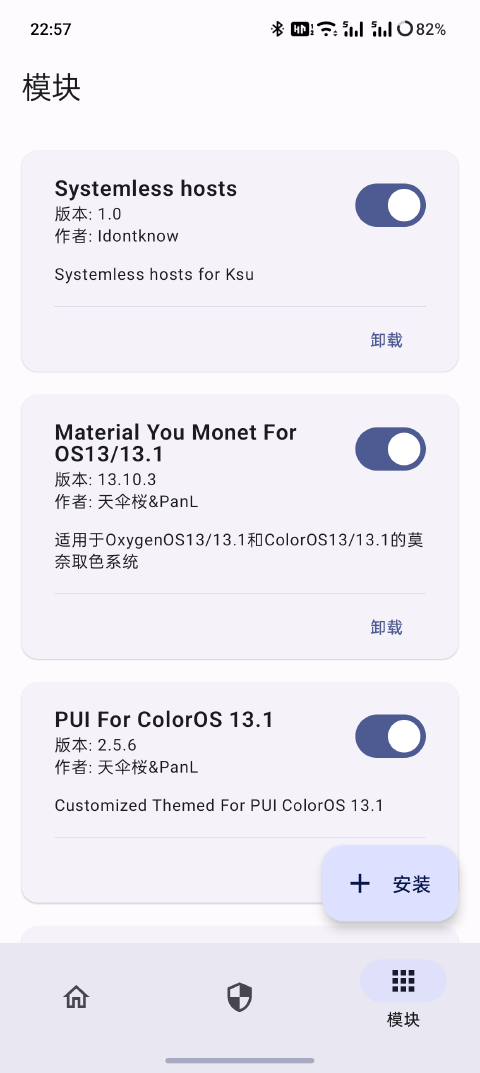 22:57
82%
模块
Systemless hosts
版本: 1.0
作者: Idontknow
Systemless hosts for Ksu
卸载
Material You Monet For
OS13/13.1
版本: 13.10.3
作者: 天伞桜&PanL
适用于OxygenOS13/13.1和ColorOS13/13.1的莫
奈取色系统
卸载
PUI For ColorOS 13.1
版本: 2.5.6
作者: 天伞桜&PanL
Customized Themed For PUI ColorOS 13.1
安装
模块